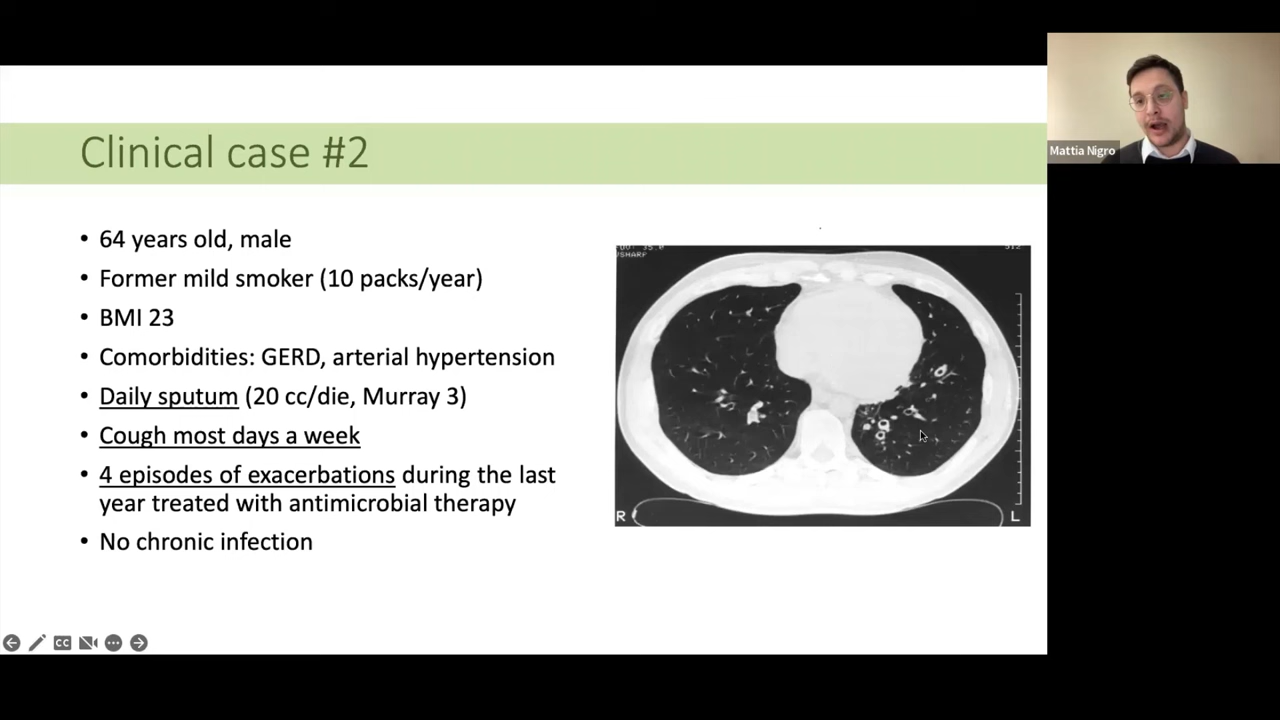 Clinical case #2
• 64 years old, male
• Former mild smoker (10 packs/year)
• BMI 23
• Comorbidities: GERD, arterial hypertension
• Daily sputum (20 cc/die, Murray 3)
• Cough most days a week
• 4 episodes of exacerbations during the last
year treated with antimicrobial therapy
• No chronic infection
VSHARP
R
L
Mattia Nigro
CC